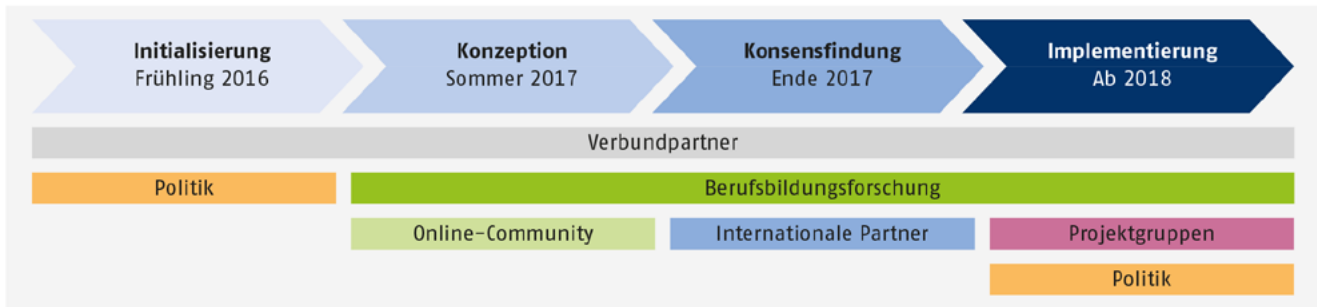 Initialisierung
Frühling 2016
Konzeption
Sommer 2017
Konsensfindung
Ende 2017
Implementierung
Ab 2018
Verbundpartner
Politik
Berufsbildungsforschung
Online-Community
Internationale Partner
Projektgruppen
Politik